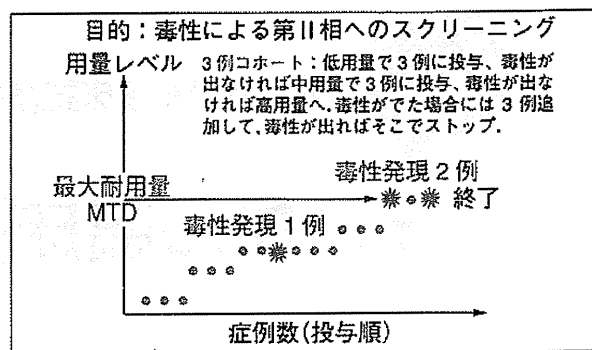 目的：毒性による第II相へのスクリーニング
用量レベル
3例コホート：低用量で3例に投与、毒性が
出なければ中用量で3例に投与、毒性が出な
ければ高用量へ．毒性がでた場合には3例追
加して、毒性が出ればそこでストップ．
毒性発現2例
最大耐用量
MTD
終了
毒性発現1例
症例数(投与順)